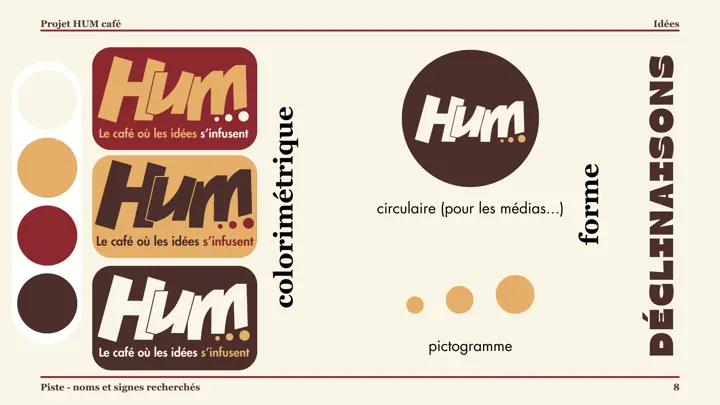 Projet HUM café
Idées
Hum...
Le café où les idées s'infusent
Hum...
Le café où les idées s'infusent
Hum...
Le café où les idées s'infusent
colorimétrique
Hum...
circulaire (pour les médias...)
pictogramme
forme
DÉCLINAISONS
Piste - noms et signes recherchés
8